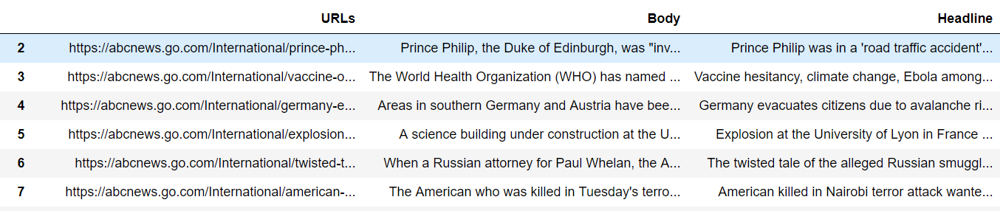 URLs Body Headline
2 https://abcnews.go.com/International/prince-ph... Prince Philip, the Duke of Edinburgh, was "inv... Prince Philip was in a 'road traffic accident'...
3 https://abcnews.go.com/International/vaccine-o... The World Health Organization (WHO) has named ... Vaccine hesitancy, climate change, Ebola among...
4 https://abcnews.go.com/International/germany-e... Areas in southern Germany and Austria have bee... Germany evacuates citizens due to avalanche ri...
5 https://abcnews.go.com/International/explosion... A science building under construction at the U... Explosion at the University of Lyon in France ...
6 https://abcnews.go.com/International/twisted-t... When a Russian attorney for Paul Whelan, the A... The twisted tale of the alleged Russian smuggl...
7 https://abcnews.go.com/International/american-... The American who was killed in Tuesday's terro... American killed in Nairobi terror attack wante...